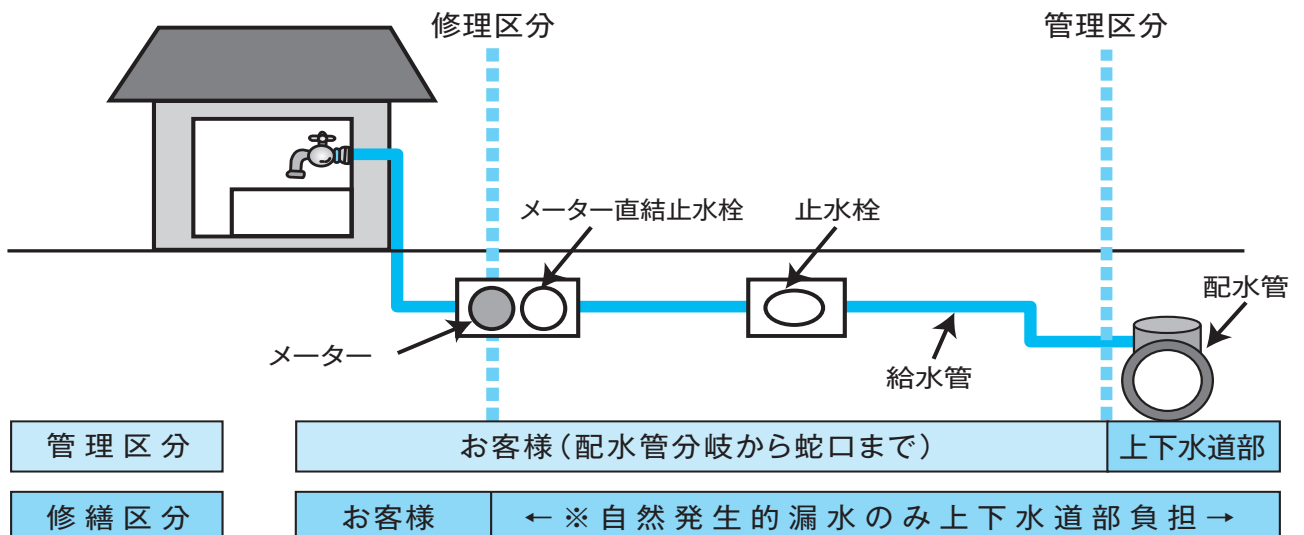 修理区分
管理区分
メーター直結止水栓
止水栓
配水管
メーター
給水管
管理区分
お客様（配水管分岐から蛇口まで）
上下水道部
修繕区分
お客様
←※自然発生的漏水のみ上下水道部負担→